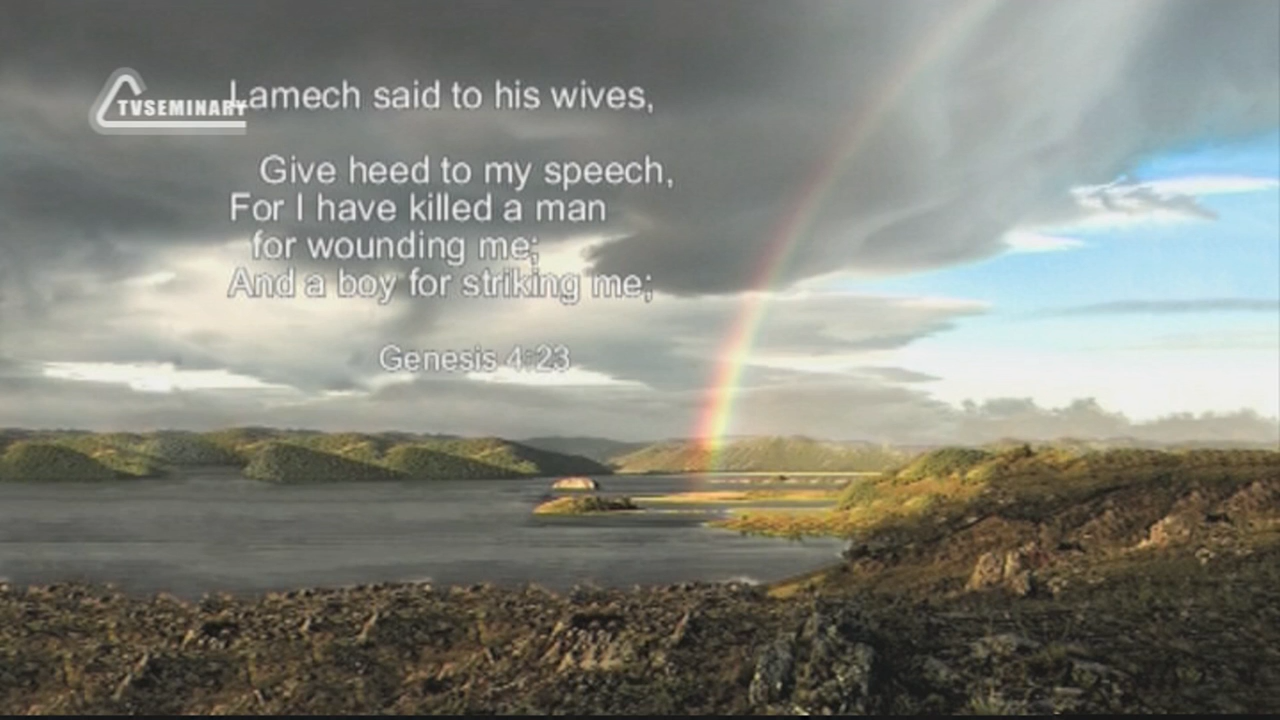 TVSEMINARY
Lamech said to his wives,
Give heed to my speech,
For I have killed a man
for wounding me;
And a boy for striking me;
Genesis 4:23